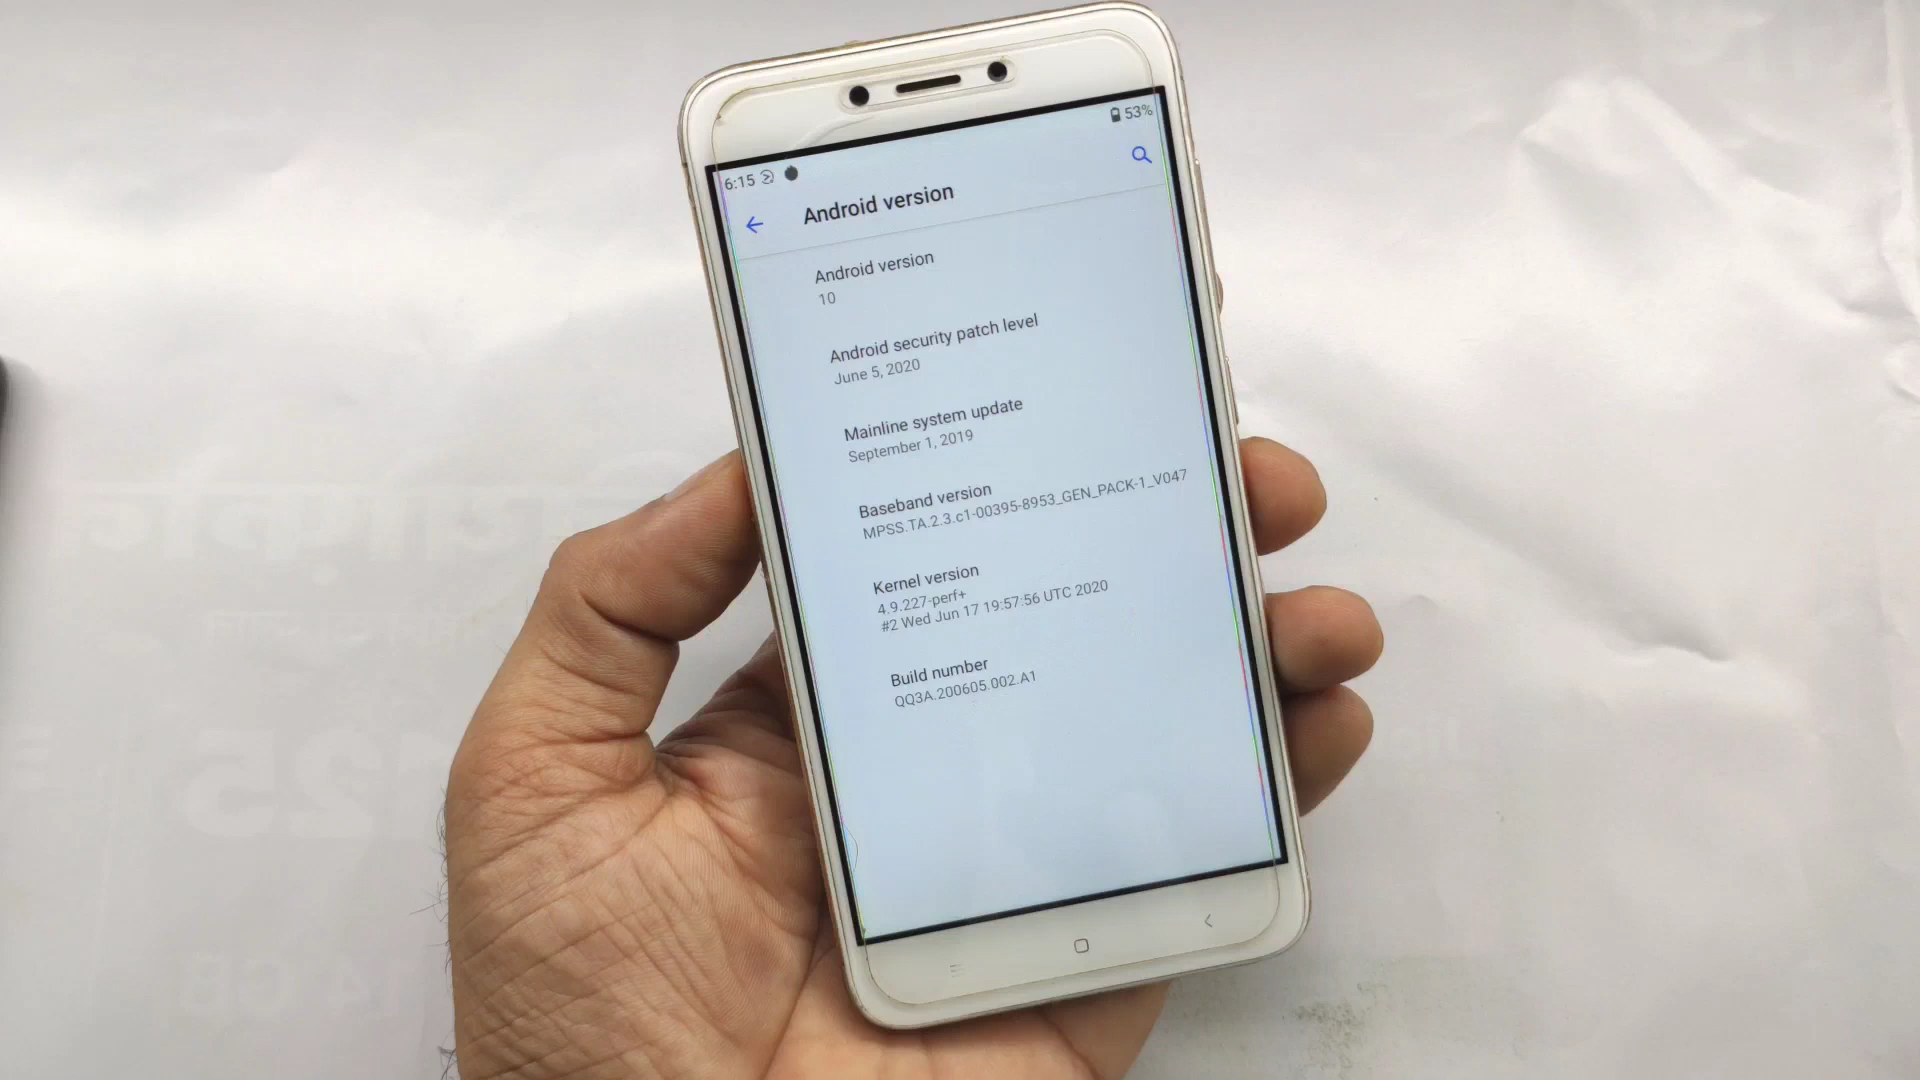 6:15
53%
Android version
Android version
10
Android security patch level
June 5, 2020
Mainline system update
September 1, 2019
Baseband version
MPSS.TA.2.3.c1-00395-8953_GEN_PACK-1_V047
Kernel version
4.9.227-perf+
#2 Wed Jun 17 19:57:56 UTC 2020
Build number
QQ3A.200605.002.A1